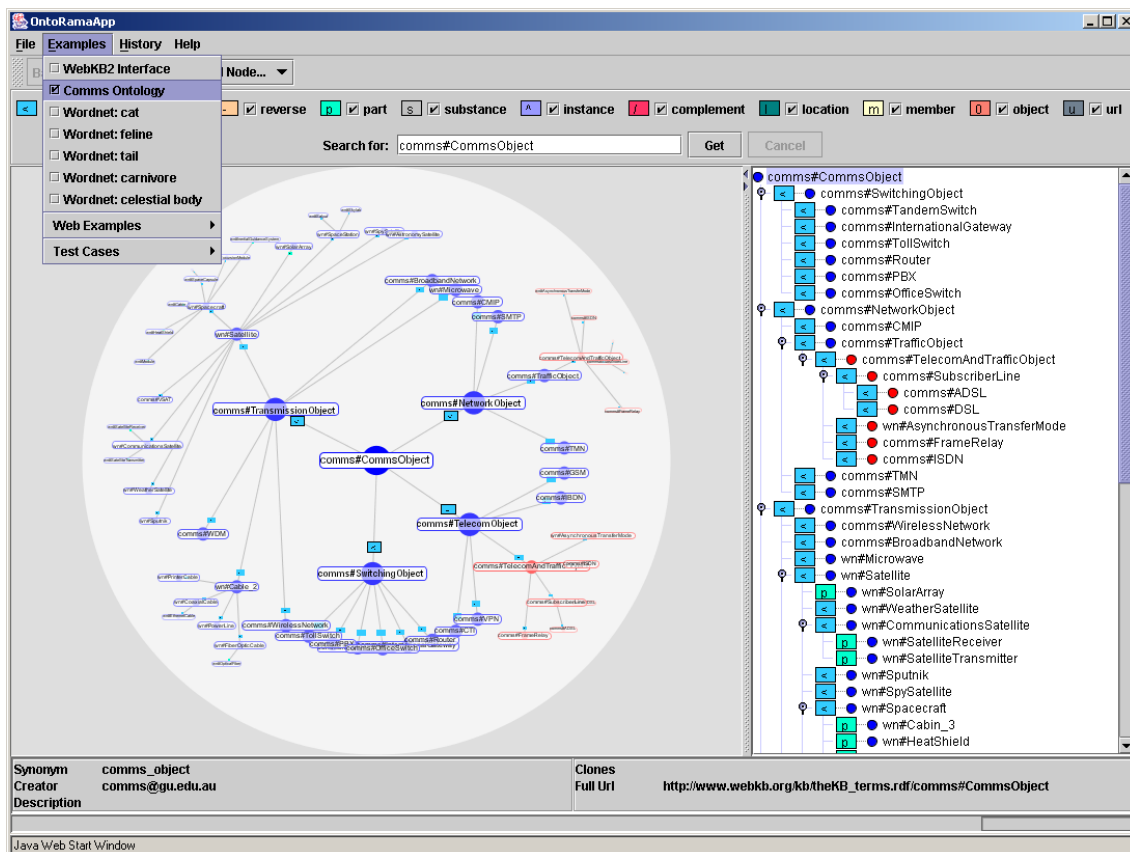 OntoRamaApp
File Examples History Help
Node...
WebKB2 Interface
Comms Ontology
Wordnet: cat
Wordnet: feline
Wordnet: tail
Wordnet: carnivore
Wordnet: celestial body
Web Examples
Test Cases
< - reverse p part s substance ^ instance / complement l location m member O object u url
Search for: comms#CommsObject Get Cancel
comms#BroadbandNetwork
wn#Microwave
comms#CMIP
comms#SMTP
wn#Satellite
comms#TrafficObject
comms#TransmissionObject
comms#NetworkObject
comms#CommsObject
comms#TMN
comms#GSM
comms#TelecomObject
comms#WDM
comms#SwitchingObject
wn#Cable_2
comms#VPN
comms#WirelessNetwork
comms#TollSwitch
comms#CTI
comms#Router
comms#OfficeSwitch
comms#CommsObject
comms#SwitchingObject
comms#TandemSwitch
comms#InternationalGateway
comms#TollSwitch
comms#Router
comms#PBX
comms#OfficeSwitch
comms#NetworkObject
comms#CMIP
comms#TrafficObject
comms#TelecomAndTrafficObject
comms#SubscriberLine
comms#ADSL
comms#DSL
wn#AsynchronousTransferMode
comms#FrameRelay
comms#ISDN
comms#TMN
comms#SMTP
comms#TransmissionObject
comms#WirelessNetwork
comms#BroadbandNetwork
wn#Microwave
wn#Satellite
p wn#SolarArray
wn#WeatherSatellite
wn#CommunicationsSatellite
p wn#SatelliteReceiver
p wn#SatelliteTransmitter
wn#Sputnik
wn#SpySatellite
wn#Spacecraft
p wn#Cabin_3
p wn#HeatShield
Synonym comms_object
Creator comms@gu.edu.au
Description
Clones
Full Url http://www.webkb.org/kb/theKB_terms.rdf/comms#CommsObject
Java Web Start Window